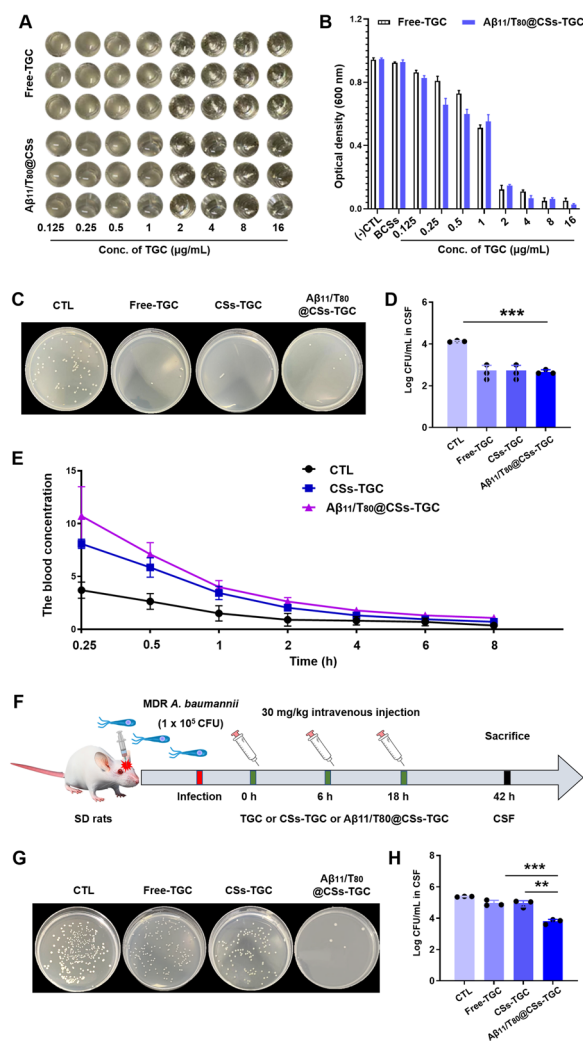 A
Free-TGC
Aβ11/T80@CSs
0.125 0.25 0.5 1 2 4 8 16
Conc. of TGC (μg/mL)
B
Free-TGC
Aβ11/T80@CSs-TGC
Optical density (600 nm)
1.2
0.9
0.6
0.3
0.0
(-)CTL BCSs 0.125 0.25 0.5 1 2 4 8 16
Conc. of TGC (μg/mL)
C
CTL
Free-TGC
CSs-TGC
Aβ11/T80
@CSs-TGC
D
Log CFU/mL in CSF
6
4
2
0
***
CTL
Free-TGC
CSs-TGC
Aβ11/T80@CSs-TGC
E
CTL
CSs-TGC
Aβ11/T80@CSs-TGC
The blood concentration
15
10
5
0
0.25 0.5 1 2 4 6 8
Time (h)
F
MDR A. baumannii
(1 x 10⁵ CFU)
30 mg/kg intravenous injection
Sacrifice
Infection 0 h 6 h 18 h 42 h
SD rats
TGC or CSs-TGC or Aβ11/T80@CSs-TGC
CSF
G
CTL
Free-TGC
CSs-TGC
Aβ11/T80
@CSs-TGC
H
Log CFU/mL in CSF
6
4
2
0
***
**
CTL
Free-TGC
CSs-TGC
Aβ11/T80@CSs-TGC